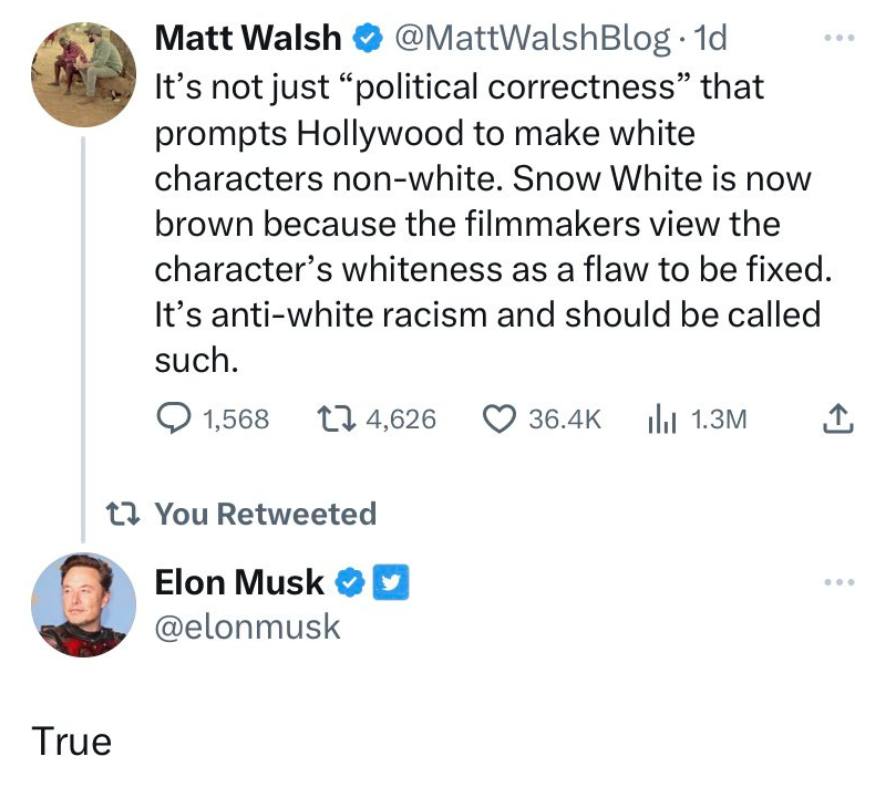 Matt Walsh @MattWalshBlog · 1d
It’s not just “political correctness” that
prompts Hollywood to make white
characters non-white. Snow White is now
brown because the filmmakers view the
character’s whiteness as a flaw to be fixed.
It’s anti-white racism and should be called
such.
1,568 4,626 36.4K 1.3M
You Retweeted
Elon Musk
@elonmusk
True